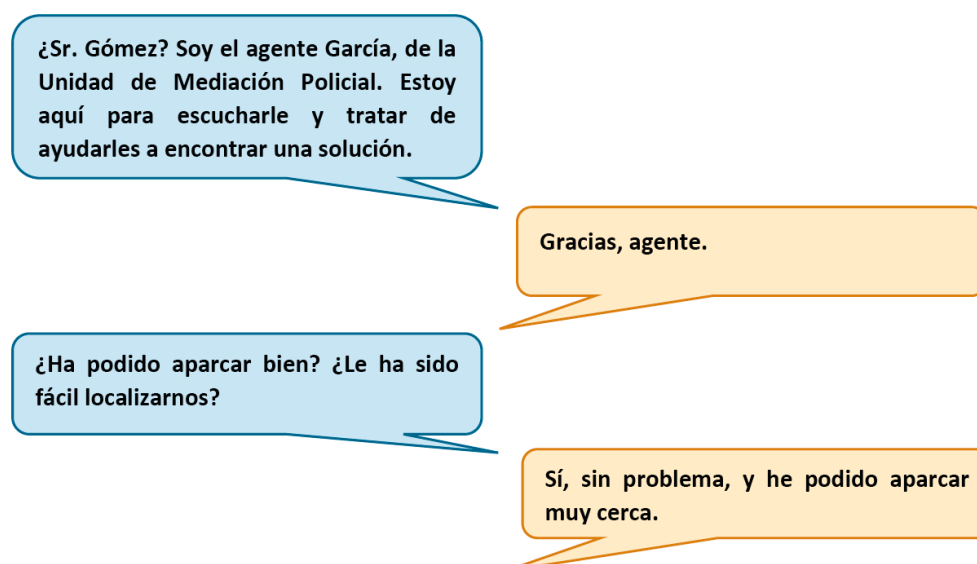 ¿Sr. Gómez? Soy el agente García, de la
Unidad de Mediación Policial. Estoy
aquí para escucharle y tratar de
ayudarles a encontrar una solución.
Gracias, agente.
¿Ha podido aparcar bien? ¿Le ha sido
fácil localizarnos?
Sí, sin problema, y he podido aparcar
muy cerca.